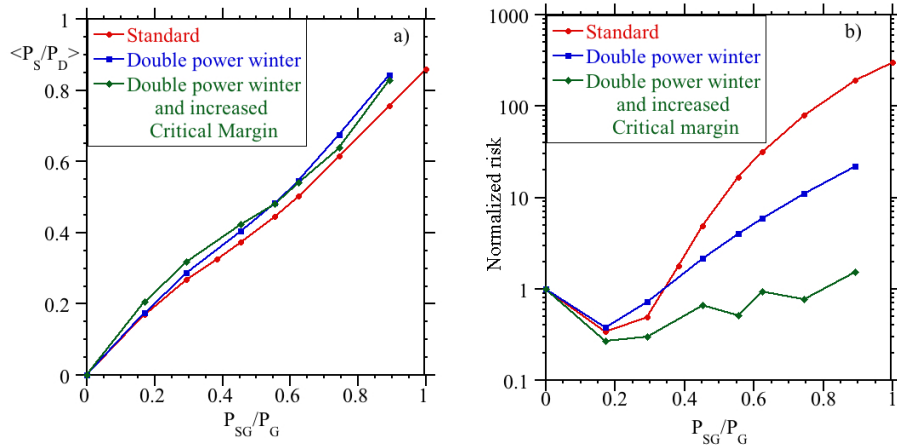 1
0.8
0.6
0.4
0.2
0
<P_S/P_D>
a)
Standard
Double power winter
Double power winter
and increased
Critical Margin
0
0.2
0.4
0.6
0.8
1
P_SG/P_G
1000
100
10
1
0.1
Normalized risk
b)
Standard
Double power winter
Double power winter
and increased
Critical margin
0
0.2
0.4
0.6
0.8
1
P_SG/P_G